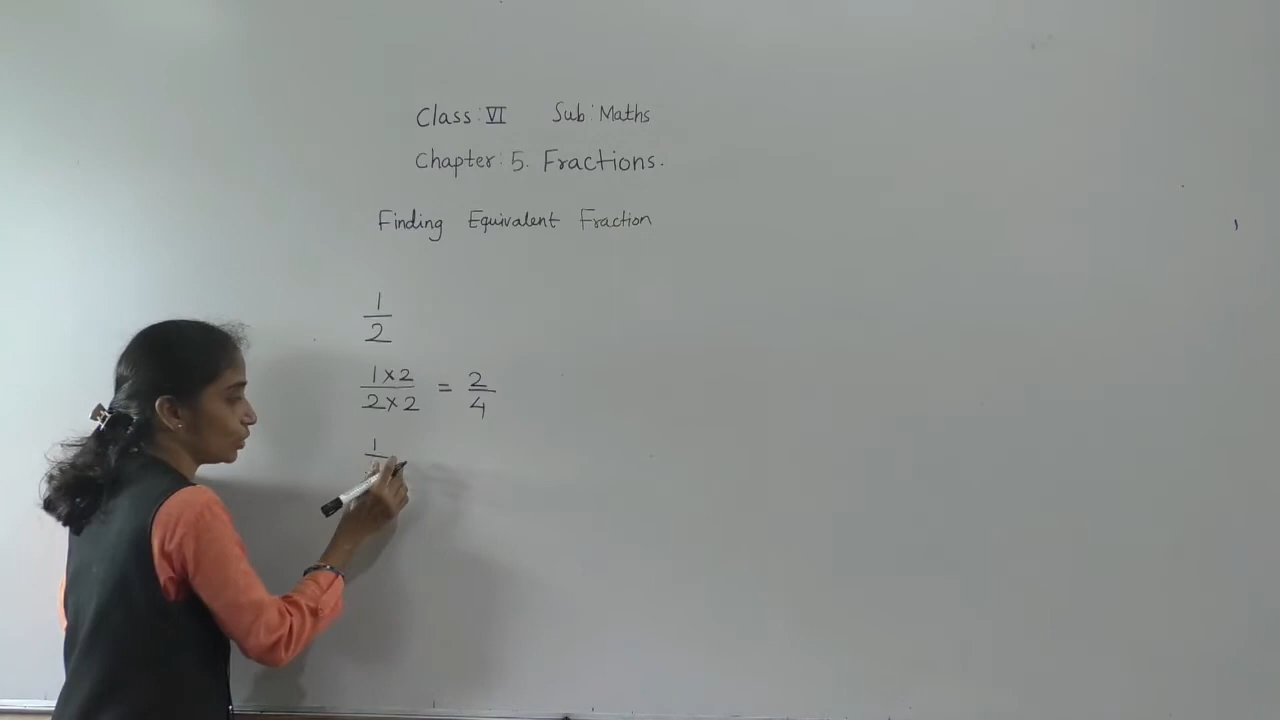 Class: VI Sub: Maths
Chapter: 5. Fractions.
Finding Equivalent Fraction
1
2
1×2 = 2
2×2 4
1